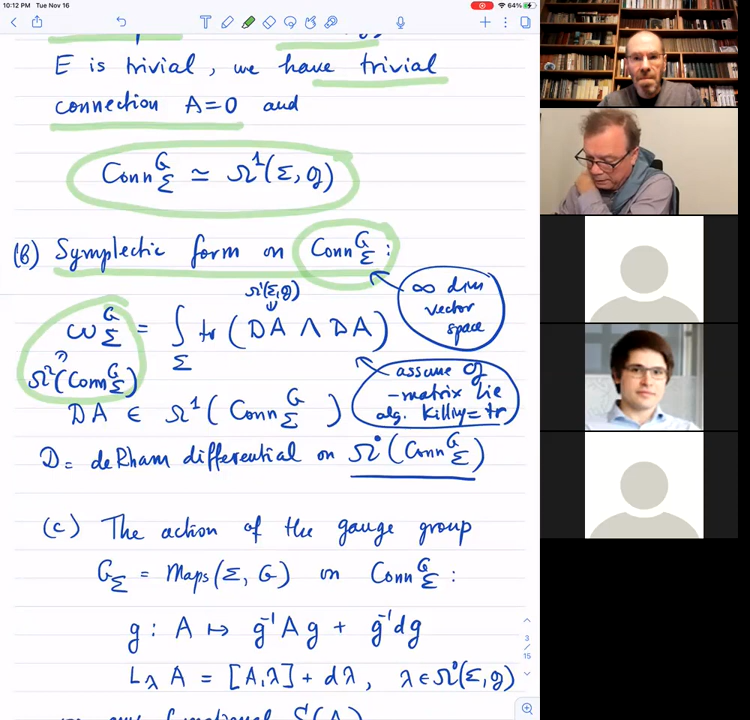 10:12 PM Tue Nov 16
64%
E is trivial, we have trivial
connection A=0 and
Conn^G_Σ ≃ Ω^1(Σ, 𝔤)
(b) Symplectic form on Conn^G_Σ :
Ω^1(Σ,𝔤)
∞ dim
vector
space
ω^G_Σ = ∫_Σ tr (DA ∧ DA)
Ω^2(Conn^G_Σ)
assume 𝔤
-matrix lie
alg. Killing = tr
DA ∈ Ω^1(Conn^G_Σ)
D = deRham differential on Ω^•(Conn^G_Σ)
(c) The action of the gauge group
G_Σ = Maps(Σ, G) on Conn^G_Σ :
g : A ↦ g^-1 A g + g^-1 dg
L_λ A = [A,λ] + dλ, λ ∈ Ω^0(Σ, 𝔤)
functional S(A)
3
/
15